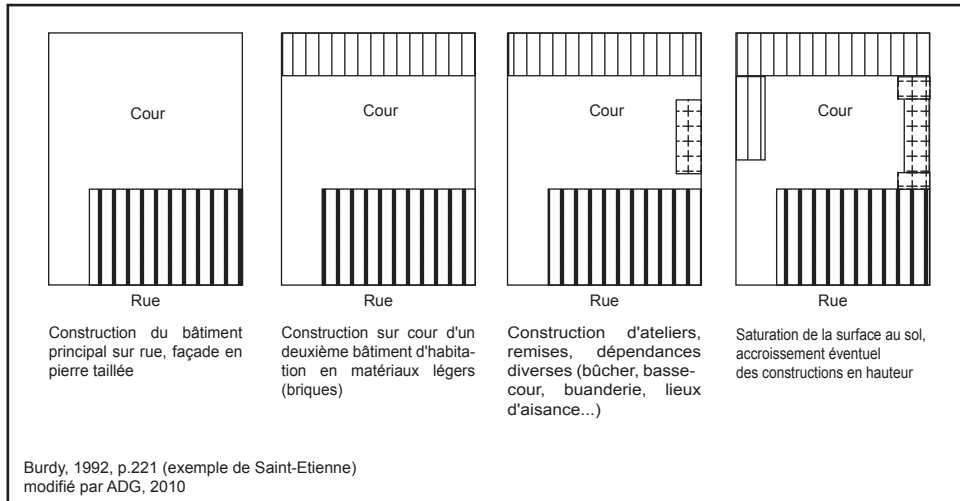 Cour
Cour
Cour
Cour
Rue
Rue
Rue
Rue
Construction du bâtiment
principal sur rue, façade en
pierre taillée
Construction sur cour d'un
deuxième bâtiment d'habita-
tion en matériaux légers
(briques)
Construction d'ateliers,
remises, dépendances
diverses (bûcher, basse-
cour, buanderie, lieux
d'aisance...)
Saturation de la surface au sol,
accroissement éventuel
des constructions en hauteur
Burdy, 1992, p.221 (exemple de Saint-Etienne)
modifié par ADG, 2010